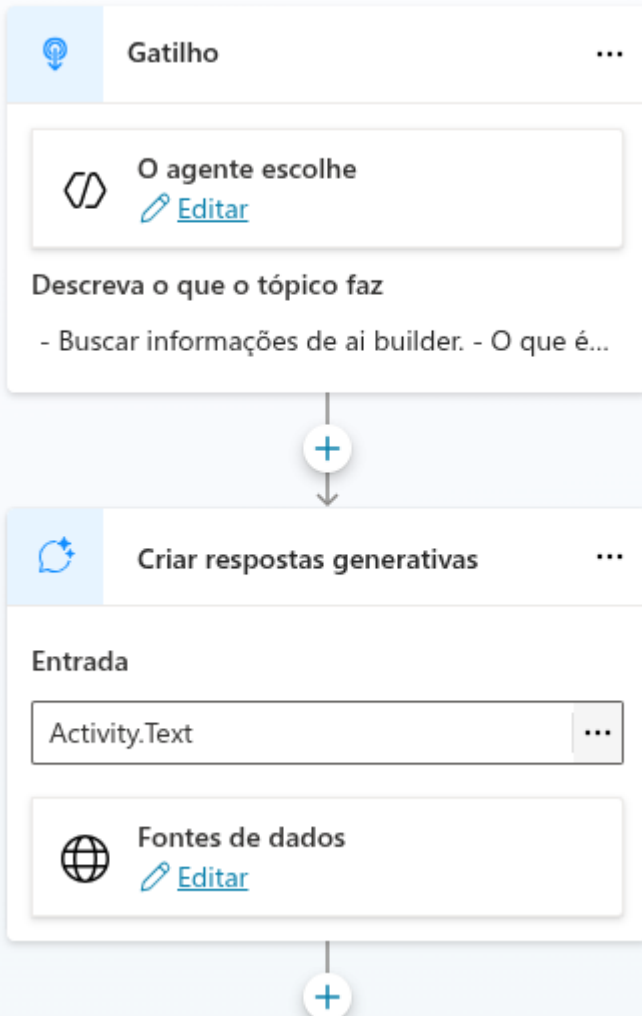 Gatilho
...
O agente escolhe
Editar
Descreva o que o tópico faz
- Buscar informações de ai builder. - O que é...
Criar respostas generativas
...
Entrada
Activity.Text
...
Fontes de dados
Editar